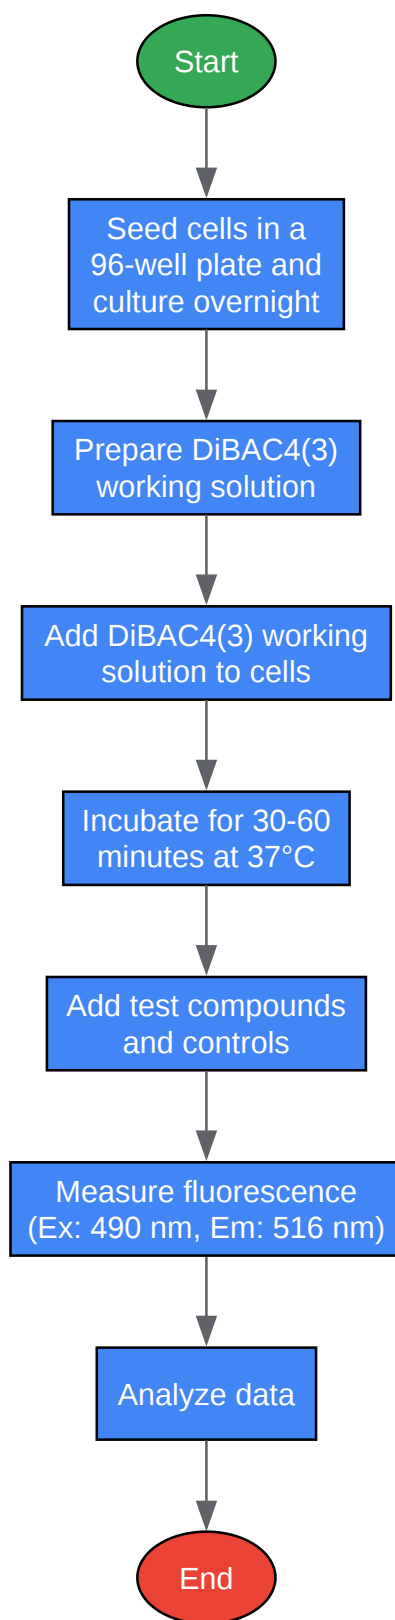 Start
Seed cells in a
96-well plate and
culture overnight
Prepare DiBAC4(3)
working solution
Add DiBAC4(3) working
solution to cells
Incubate for 30-60
minutes at 37°C
Add test compounds
and controls
Measure fluorescence
(Ex: 490 nm, Em: 516 nm)
Analyze data
End